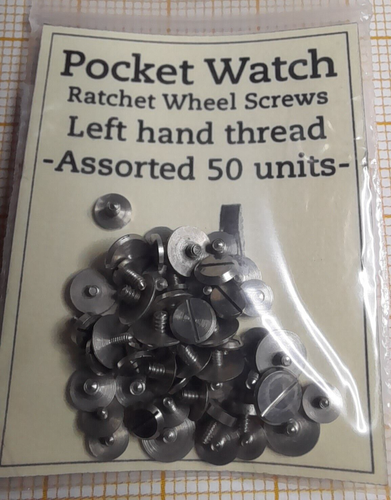 Pocket Watch
Ratchet Wheel Screws
Left hand thread
-Assorted 50 units-